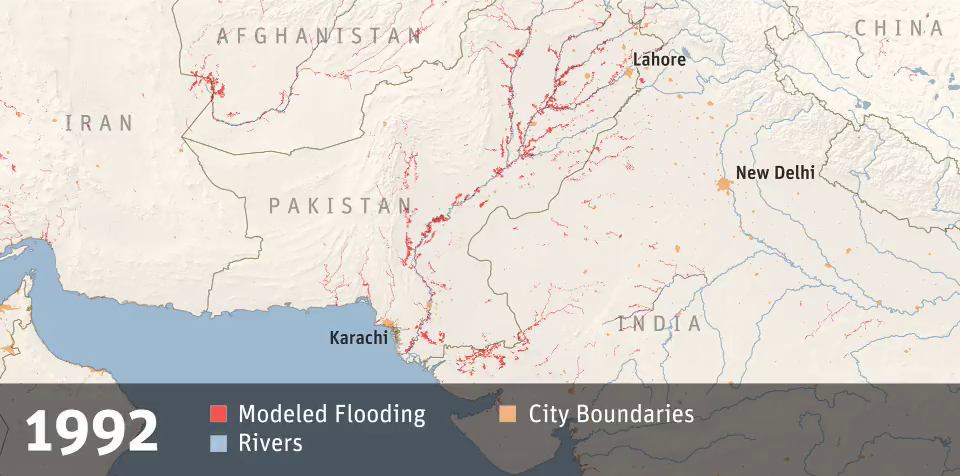 AFGHANISTAN
CHINA
Lahore
IRAN
New Delhi
PAKISTAN
INDIA
Karachi
1992
Modeled Flooding
City Boundaries
Rivers